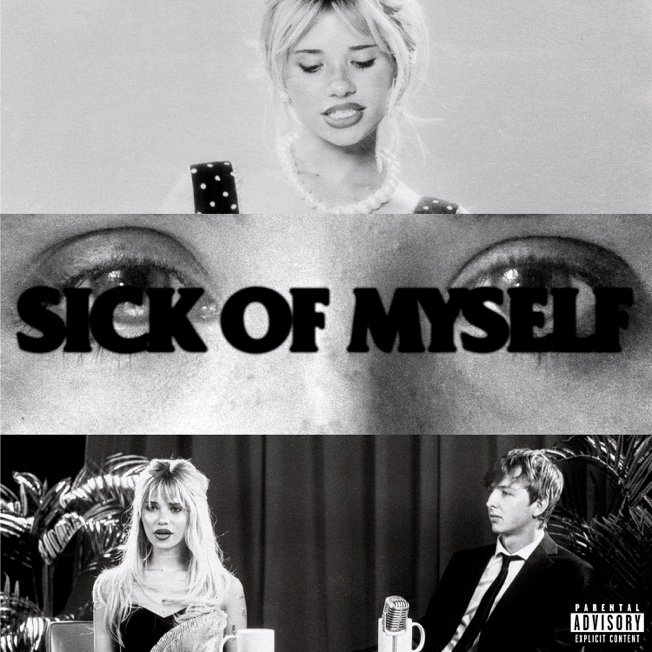 SICK OF MYSELF
PARENTAL
ADVISORY
EXPLICIT CONTENT